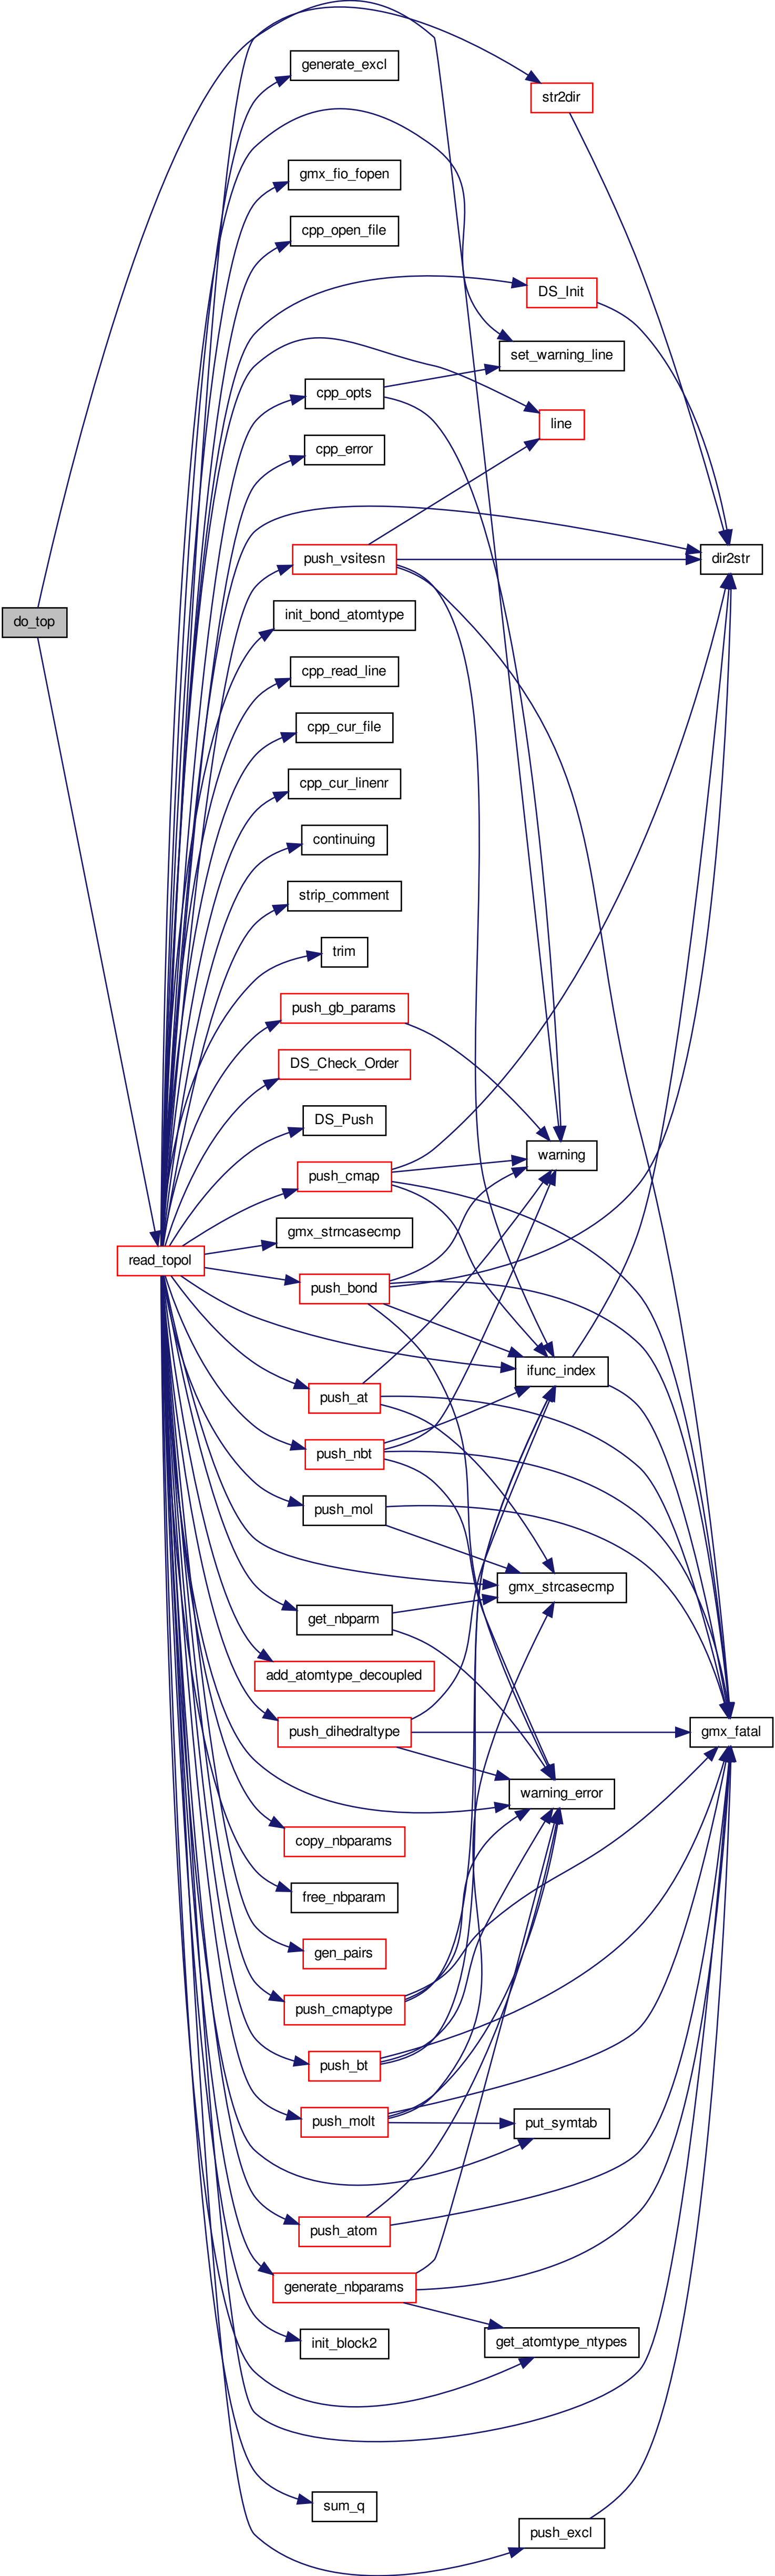 generate_excl
str2dir
gmx_fio_fopen
cpp_open_file
DS_Init
set_warning_line
cpp_opts
line
cpp_error
push_vsitesn
dir2str
do_top
init_bond_atomtype
cpp_read_line
cpp_cur_file
cpp_cur_linenr
continuing
strip_comment
trim
push_gb_params
DS_Check_Order
DS_Push
warning
push_cmap
gmx_strncasecmp
read_topol
push_bond
ifunc_index
push_at
push_nbt
push_mol
gmx_strcasecmp
get_nbparm
add_atomtype_decoupled
push_dihedraltype
gmx_fatal
warning_error
copy_nbparams
free_nbparam
gen_pairs
push_cmaptype
push_bt
push_molt
put_symtab
push_atom
generate_nbparams
init_block2
get_atomtype_ntypes
sum_q
push_excl